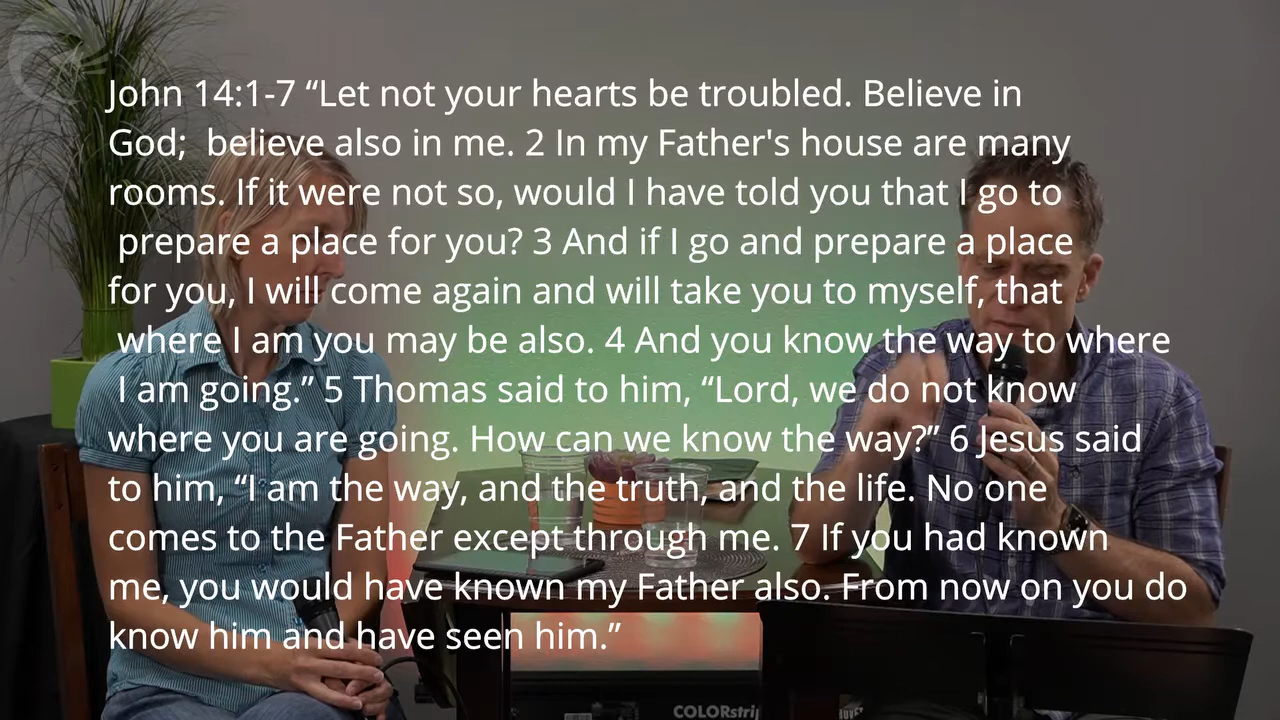 John 14:1-7 “Let not your hearts be troubled. Believe in
God;  believe also in me. 2 In my Father's house are many
rooms. If it were not so, would I have told you that I go to
prepare a place for you? 3 And if I go and prepare a place
for you, I will come again and will take you to myself, that
where I am you may be also. 4 And you know the way to where
I am going.” 5 Thomas said to him, “Lord, we do not know
where you are going. How can we know the way?” 6 Jesus said
to him, “I am the way, and the truth, and the life. No one
comes to the Father except through me. 7 If you had known
me, you would have known my Father also. From now on you do
know him and have seen him.”
COLORstrip